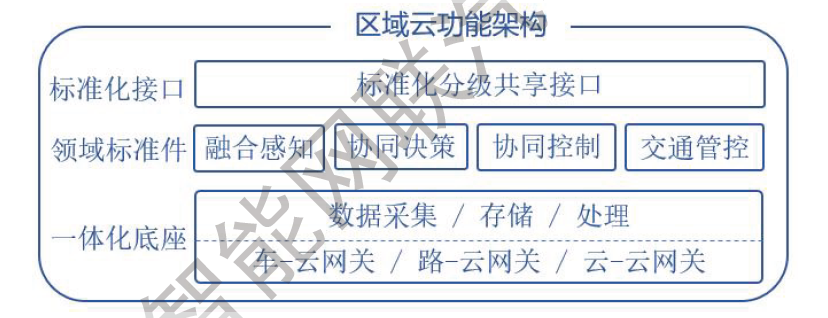 区域云功能架构
标准化接口 标准化分级共享接口
领域标准件 融合感知 协同决策 协同控制 交通管控
一体化底座 数据采集 / 存储 / 处理
车-云网关 / 路-云网关 / 云-云网关
智能网联汽